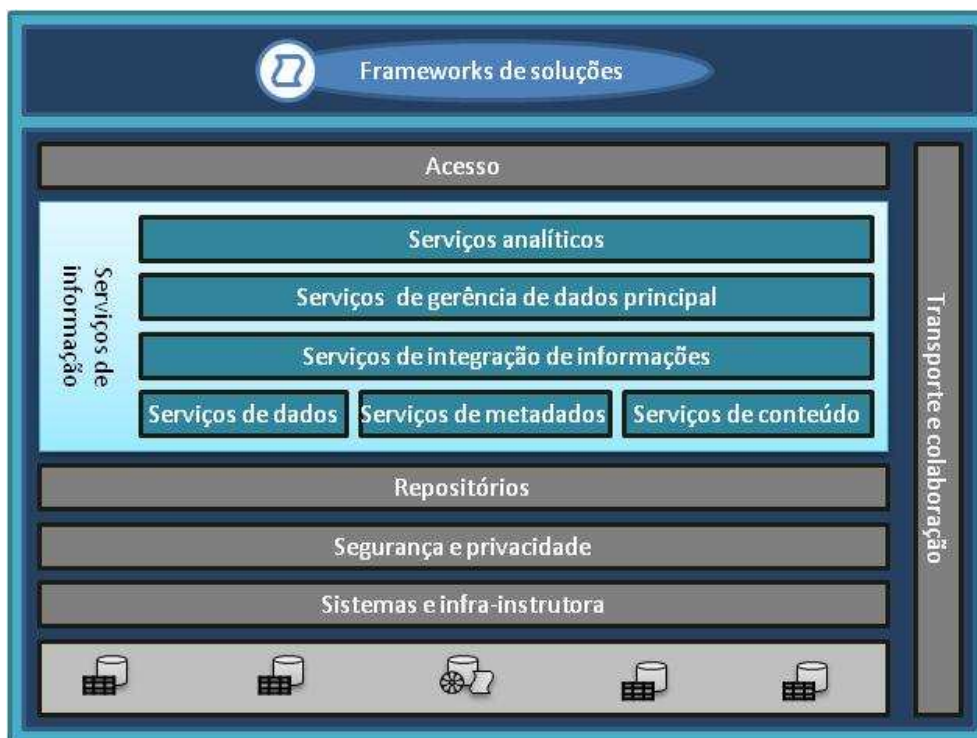 Frameworks de soluções
Acesso
Serviços de
informação
Serviços analíticos
Serviços de gerência de dados principal
Serviços de integração de informações
Serviços de dados
Serviços de metadados
Serviços de conteúdo
Repositórios
Segurança e privacidade
Sistemas e infra-instrutora
Transporte e colaboração